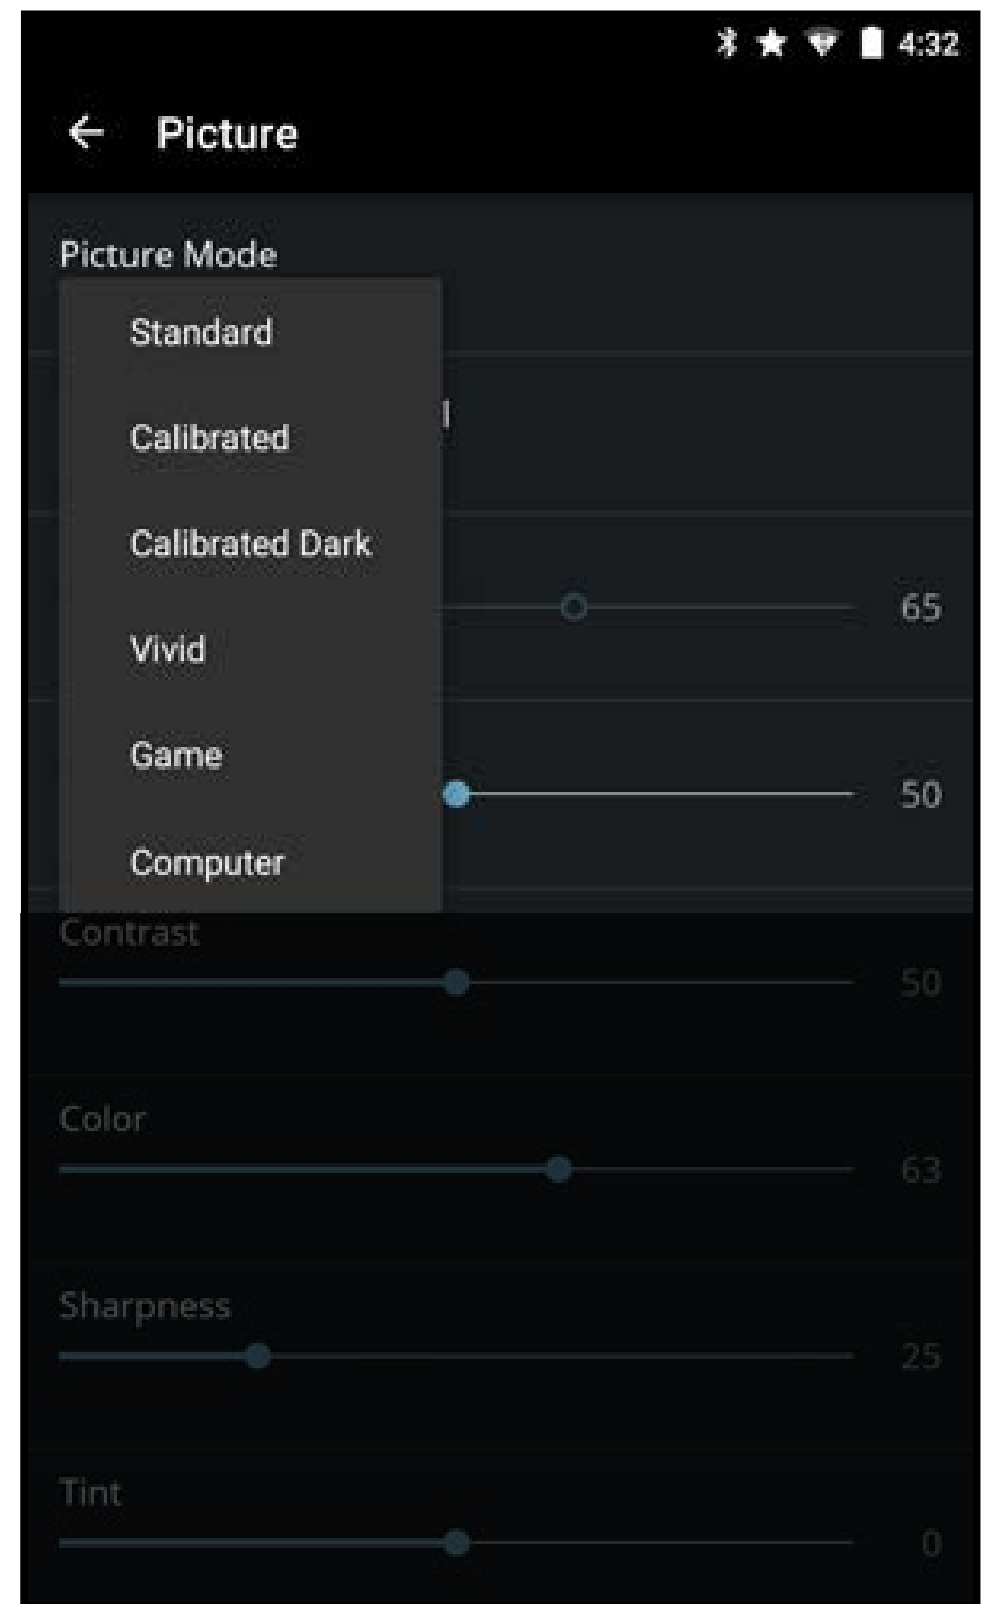 4:32
Picture
Picture Mode
Standard
Calibrated
Calibrated Dark
65
Vivid
Game
50
Computer
Contrast
50
Color
63
Sharpness
25
Tint
0